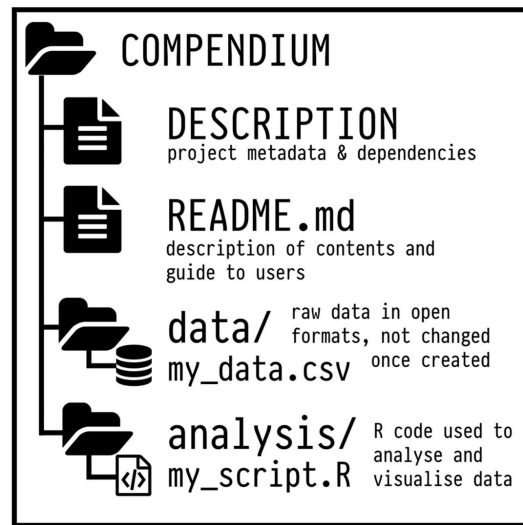 COMPENDIUM
DESCRIPTION
project metadata & dependencies
README.md
description of contents and
guide to users
data/
my_data.csv
raw data in open
formats, not changed
once created
analysis/
my_script.R
R code used to
analyse and
visualise data